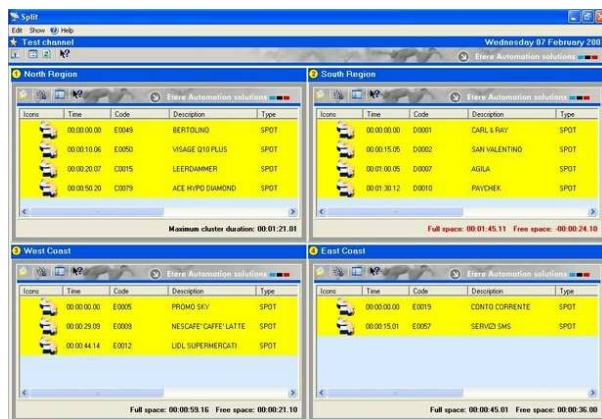 Split
Edit Show Help
Test channel Wednesday 07 February 200
Etere Automation solutions
1 North Region
Etere Automation solutions
Icons Time Code Description Type
00:00:00.00 E0049 BERTOLINO SPOT
00:00:10.06 E0050 VISAGE Q10 PLUS SPOT
00:00:20.07 C0015 LEERDAMMER SPOT
00:00:50.20 C0079 ACE HYPO DIAMOND SPOT
Maximum cluster duration: 00:01:21.01
2 South Region
Etere Automation solutions
Icons Time Code Description Type
00:00:00.00 D0001 CARL & RAY SPOT
00:00:15.05 D0002 SAN VALENTINO SPOT
00:01:00.05 D0007 AGILA SPOT
00:01:30.12 D0010 PAYCHEK SPOT
Full space: 00:01:45.11 Free space: -00:00:24.10
3 West Coast
Etere Automation solutions
Icons Time Code Description Type
00:00:00.00 E0005 PROMO SKY SPOT
00:00:29.09 E0009 NESCAFE' CAFFE' LATTE SPOT
00:00:44.14 E0012 LIDL SUPERMERCATI SPOT
Full space: 00:00:59.16 Free space: 00:00:21.10
4 East Coast
Etere Automation solutions
Icons Time Code Description Type
00:00:00.00 E0019 CONTO CORRENTE SPOT
00:00:15.01 E0057 SERVIZI SMS SPOT
Full space: 00:00:45.01 Free space: 00:00:36.00